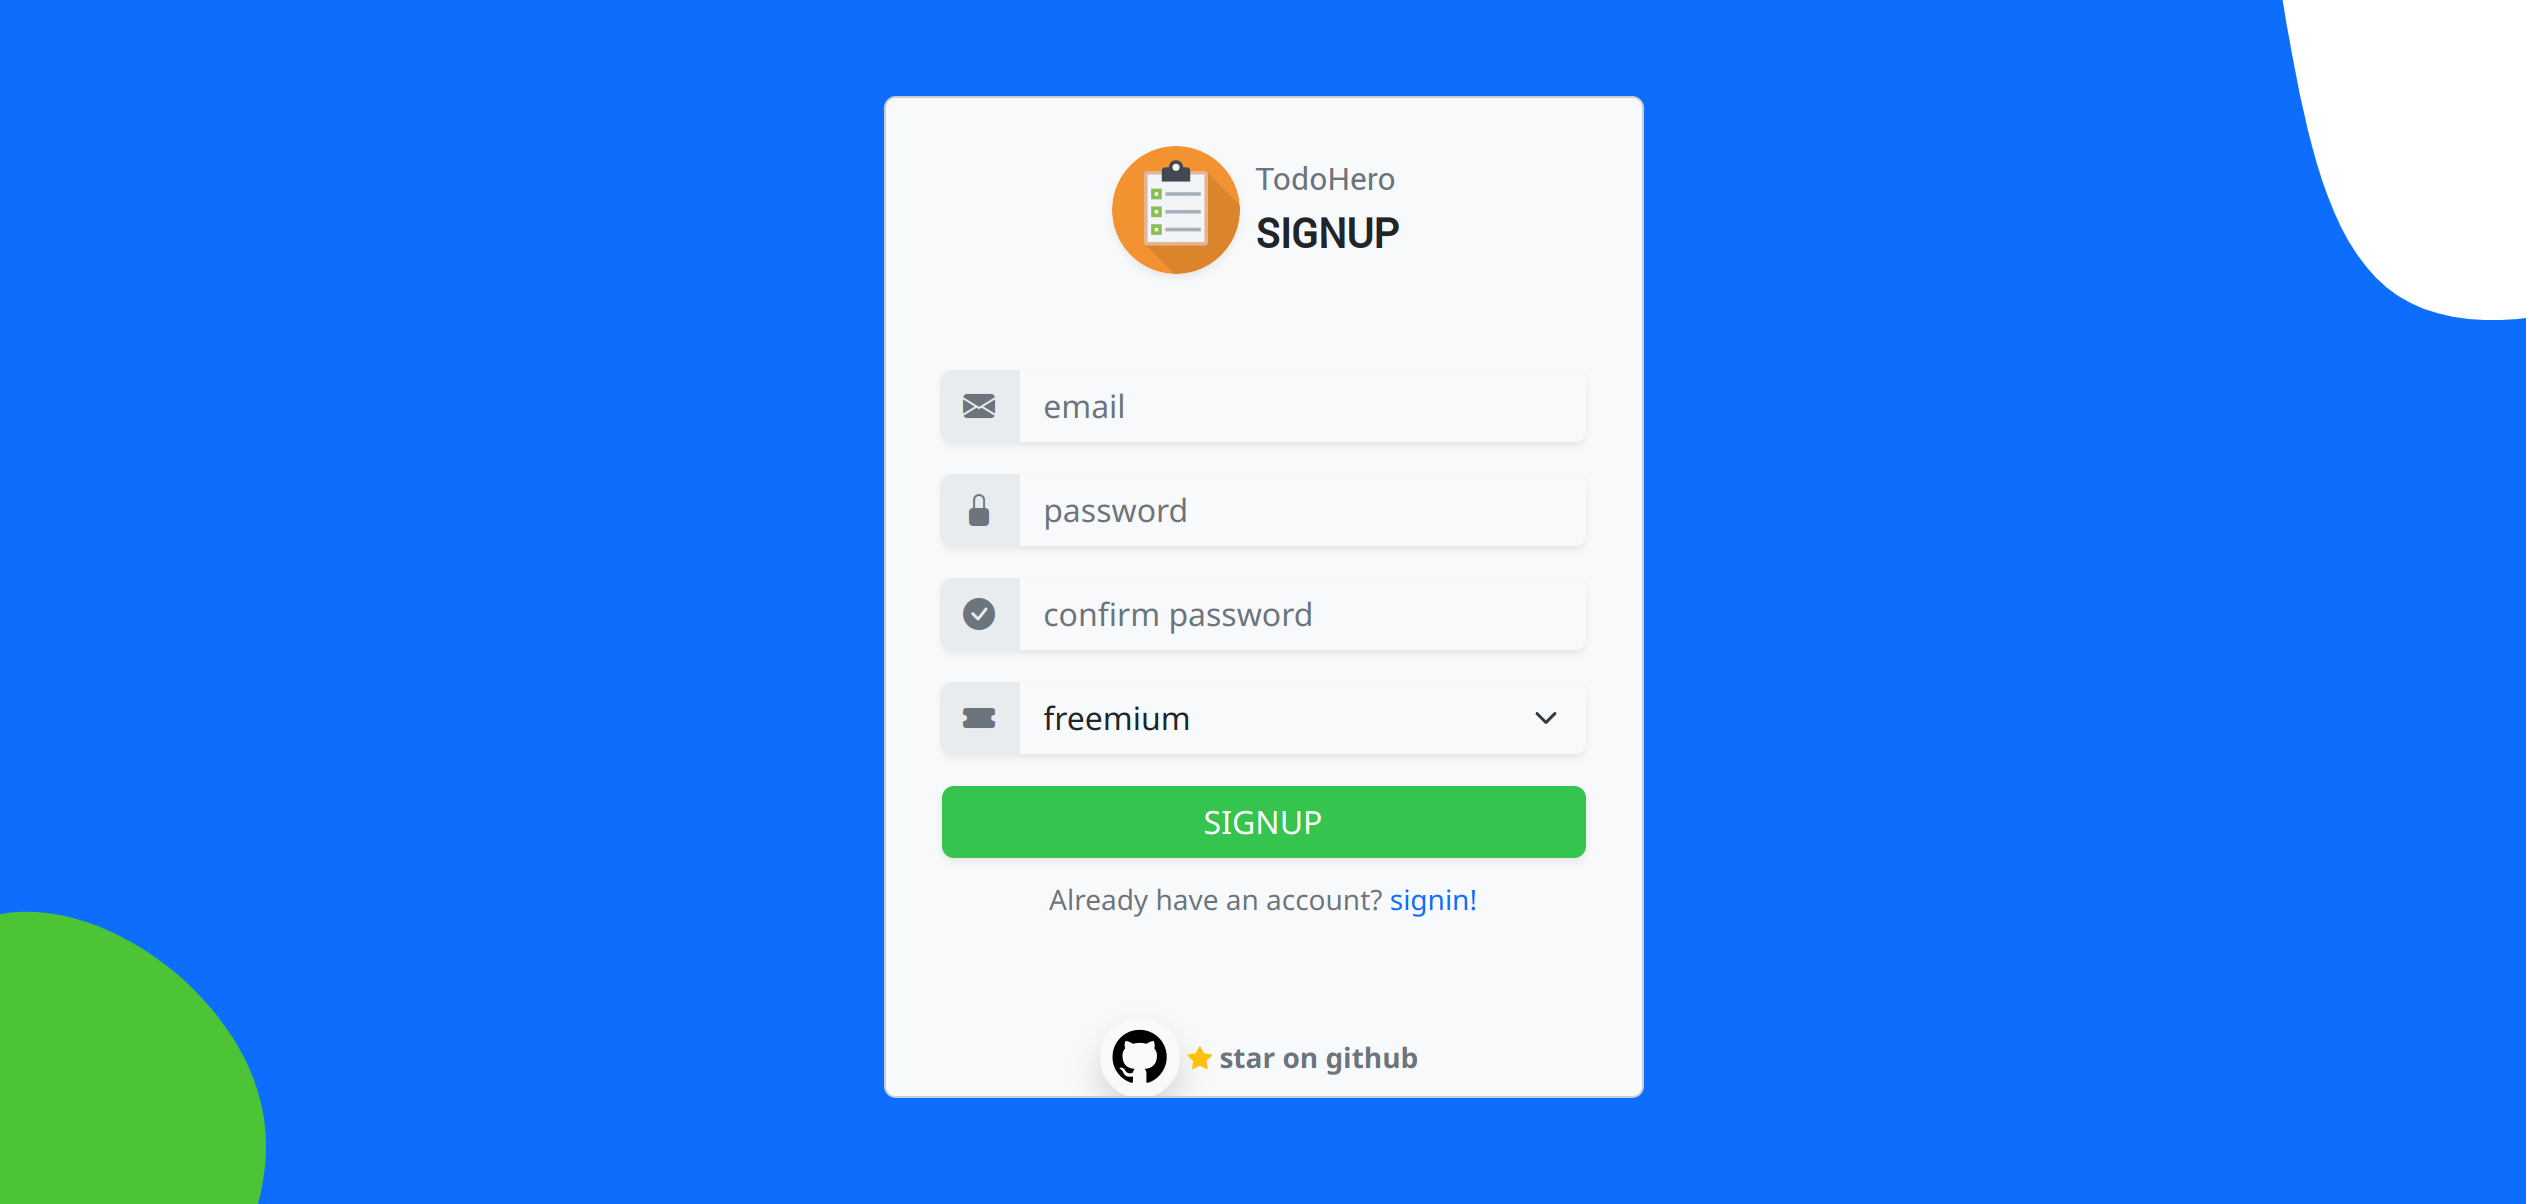 TodoHero
SIGNUP
email
password
confirm password
freemium
SIGNUP
Already have an account? signin!
star on github